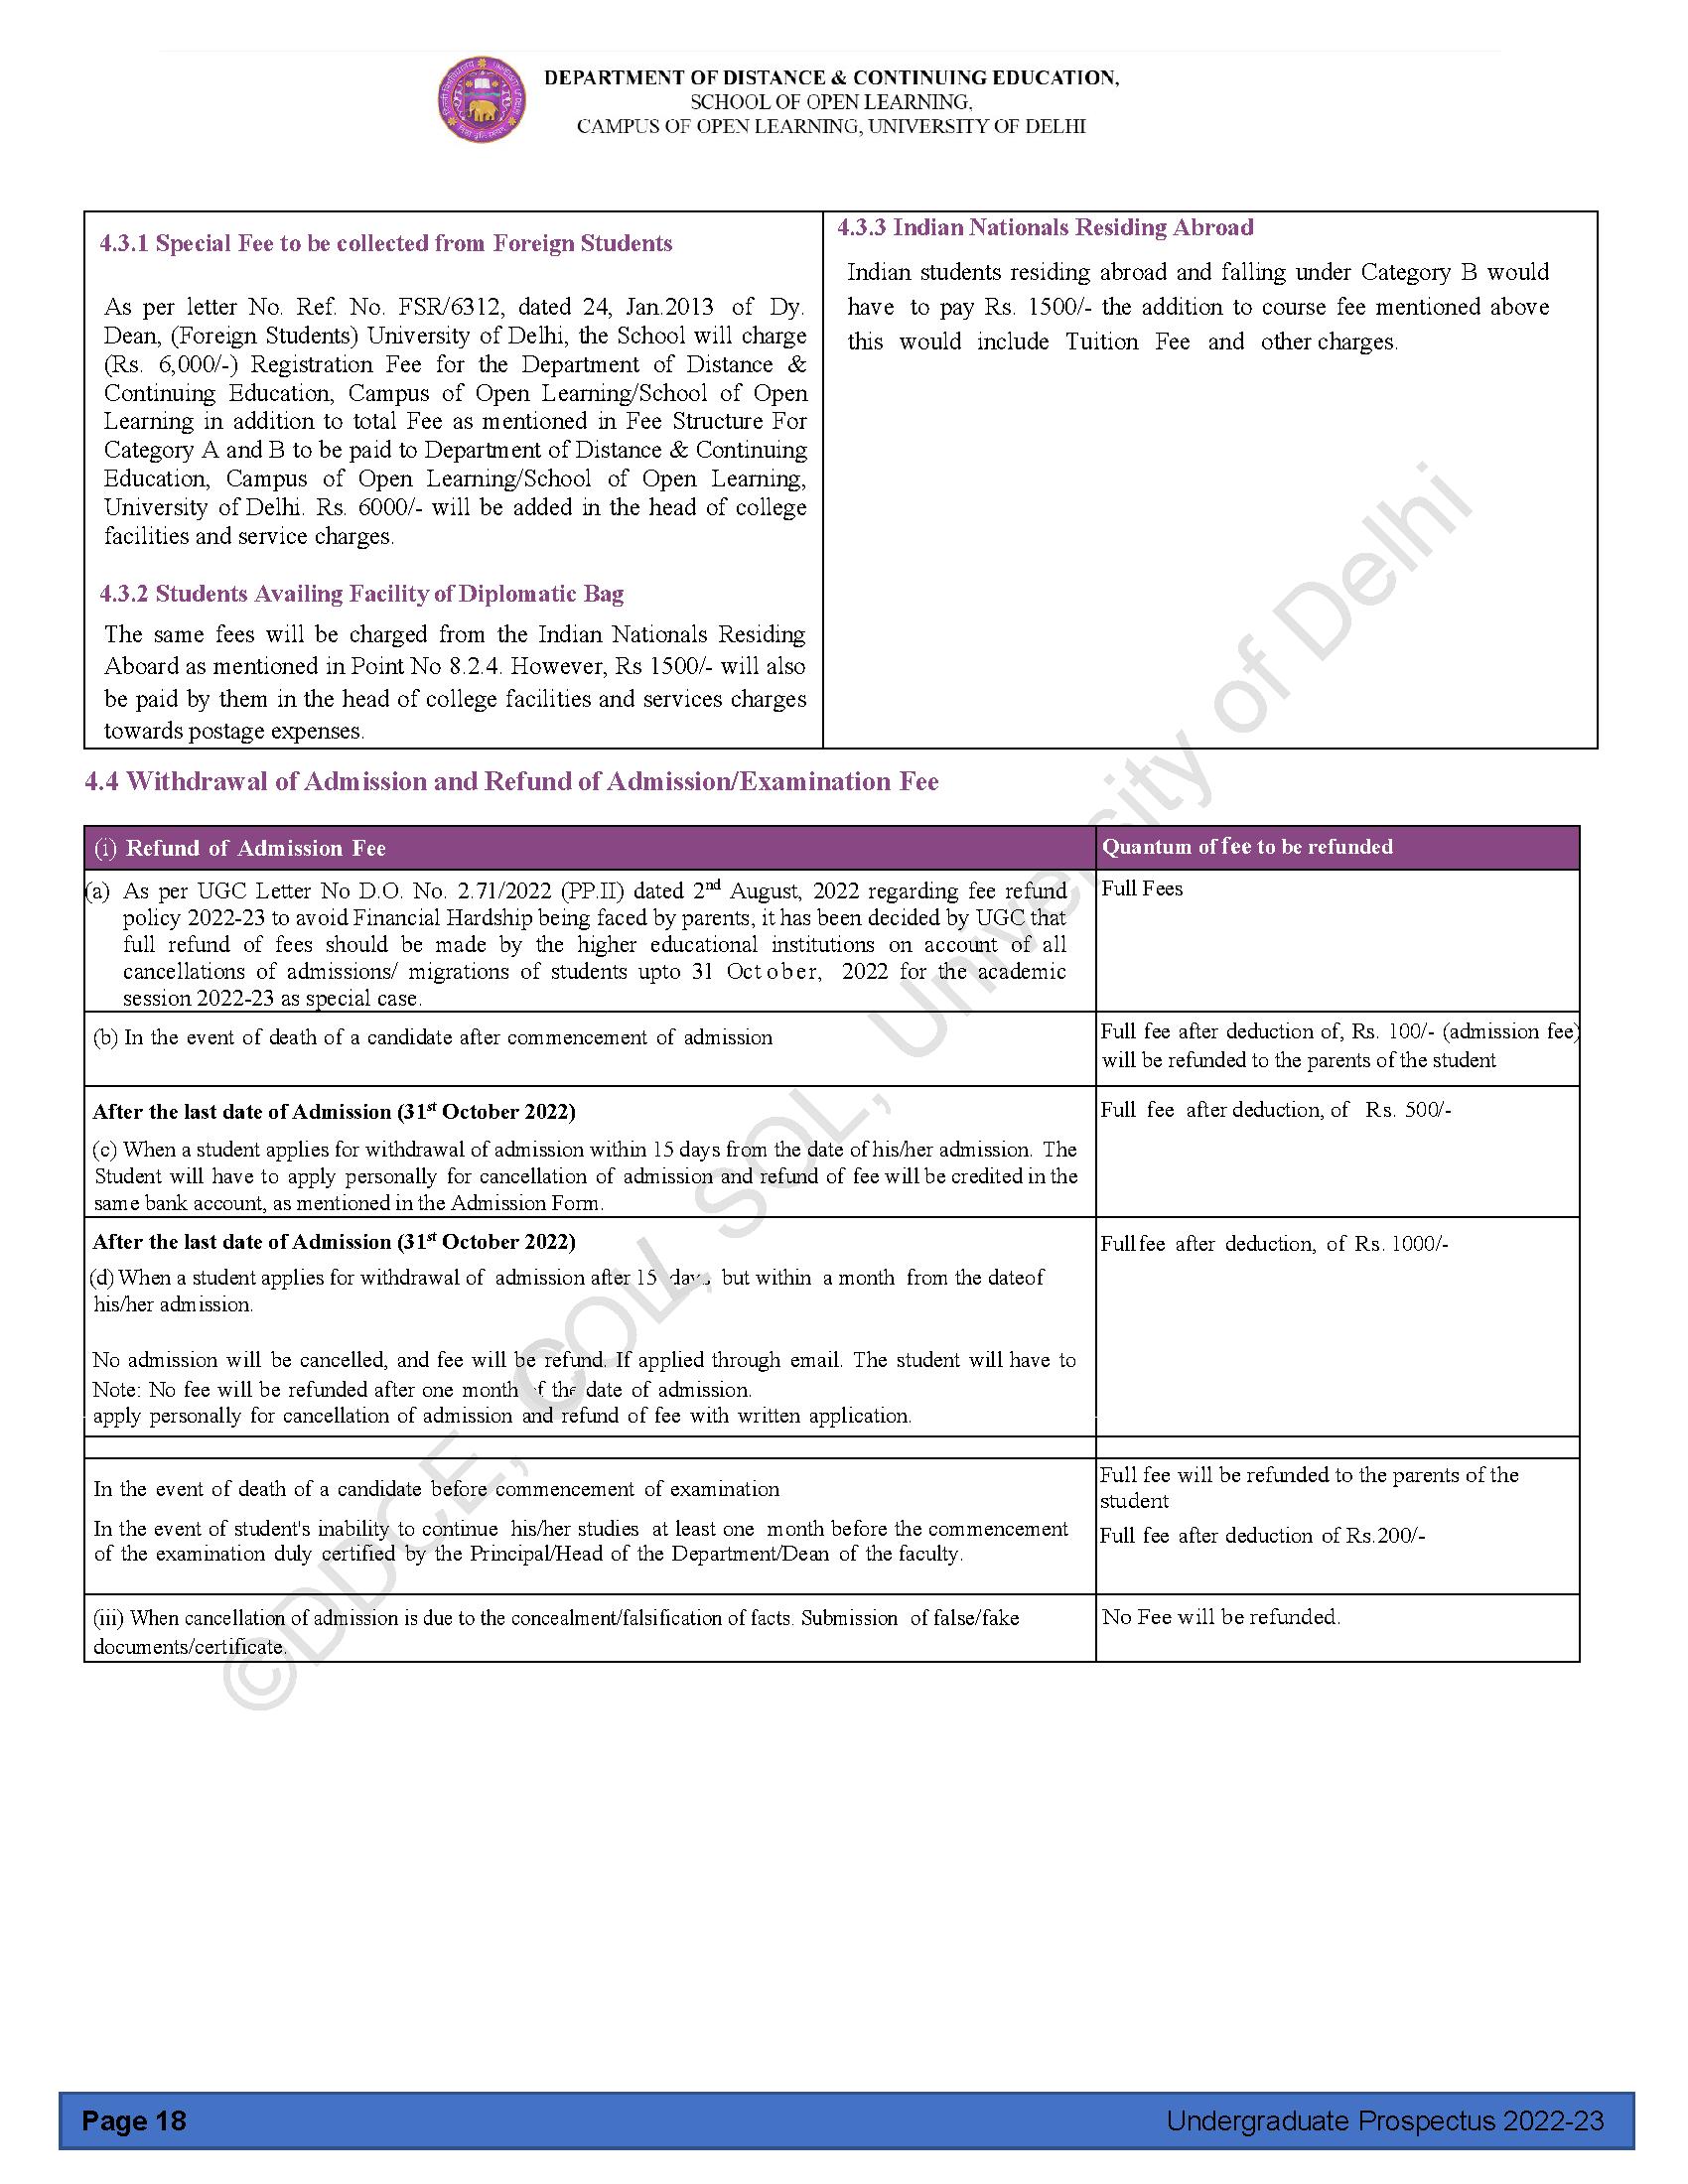 DEPARTMENT OF DISTANCE & CONTINUING EDUCATION,
SCHOOL OF OPEN LEARNING,
CAMPUS OF OPEN LEARNING, UNIVERSITY OF DELHI
4.3.1 Special Fee to be collected from Foreign Students
As per letter No. Ref. No. FSR/6312, dated 24, Jan.2013 of Dy.
Dean, (Foreign Students) University of Delhi, the School will charge
(Rs. 6,000/-) Registration Fee for the Department of Distance &
Continuing Education, Campus of Open Learning/School of Open
Learning in addition to total Fee as mentioned in Fee Structure For
Category A and B to be paid to Department of Distance & Continuing
Education, Campus of Open Learning/School of Open Learning,
University of Delhi. Rs. 6000/- will be added in the head of college
facilities and service charges.
4.3.2 Students Availing Facility of Diplomatic Bag
The same fees will be charged from the Indian Nationals Residing
Aboard as mentioned in Point No 8.2.4. However, Rs 1500/- will also
be paid by them in the head of college facilities and services charges
towards postage expenses.
4.3.3 Indian Nationals Residing Abroad
Indian students residing abroad and falling under Category B would
have to pay Rs. 1500/- the addition to course fee mentioned above
this would include Tuition Fee and other charges.
4.4 Withdrawal of Admission and Refund of Admission/Examination Fee
(i) Refund of Admission Fee
Quantum of fee to be refunded
(a) As per UGC Letter No D.O. No. 2.71/2022 (PP.II) dated 2nd August, 2022 regarding fee refund
policy 2022-23 to avoid Financial Hardship being faced by parents, it has been decided by UGC that
full refund of fees should be made by the higher educational institutions on account of all
cancellations of admissions/ migrations of students upto 31 October, 2022 for the academic
session 2022-23 as special case.
Full Fees
(b) In the event of death of a candidate after commencement of admission
Full fee after deduction of, Rs. 100/- (admission fee)
will be refunded to the parents of the student
After the last date of Admission (31st October 2022)
(c) When a student applies for withdrawal of admission within 15 days from the date of his/her admission. The
Student will have to apply personally for cancellation of admission and refund of fee will be credited in the
same bank account, as mentioned in the Admission Form.
Full fee after deduction, of Rs. 500/-
After the last date of Admission (31st October 2022)
(d) When a student applies for withdrawal of admission after 15 days but within a month from the dateof
his/her admission.
No admission will be cancelled, and fee will be refund. If applied through email. The student will have to
Note: No fee will be refunded after one month of the date of admission.
apply personally for cancellation of admission and refund of fee with written application.
Full fee after deduction, of Rs. 1000/-
In the event of death of a candidate before commencement of examination
Full fee will be refunded to the parents of the
student
In the event of student's inability to continue his/her studies at least one month before the commencement
of the examination duly certified by the Principal/Head of the Department/Dean of the faculty.
Full fee after deduction of Rs.200/-
(iii) When cancellation of admission is due to the concealment/falsification of facts. Submission of false/fake
documents/certificate.
No Fee will be refunded.
©DDCE, COLL, SOL, University of Delhi
Page 18
Undergraduate Prospectus 2022-23